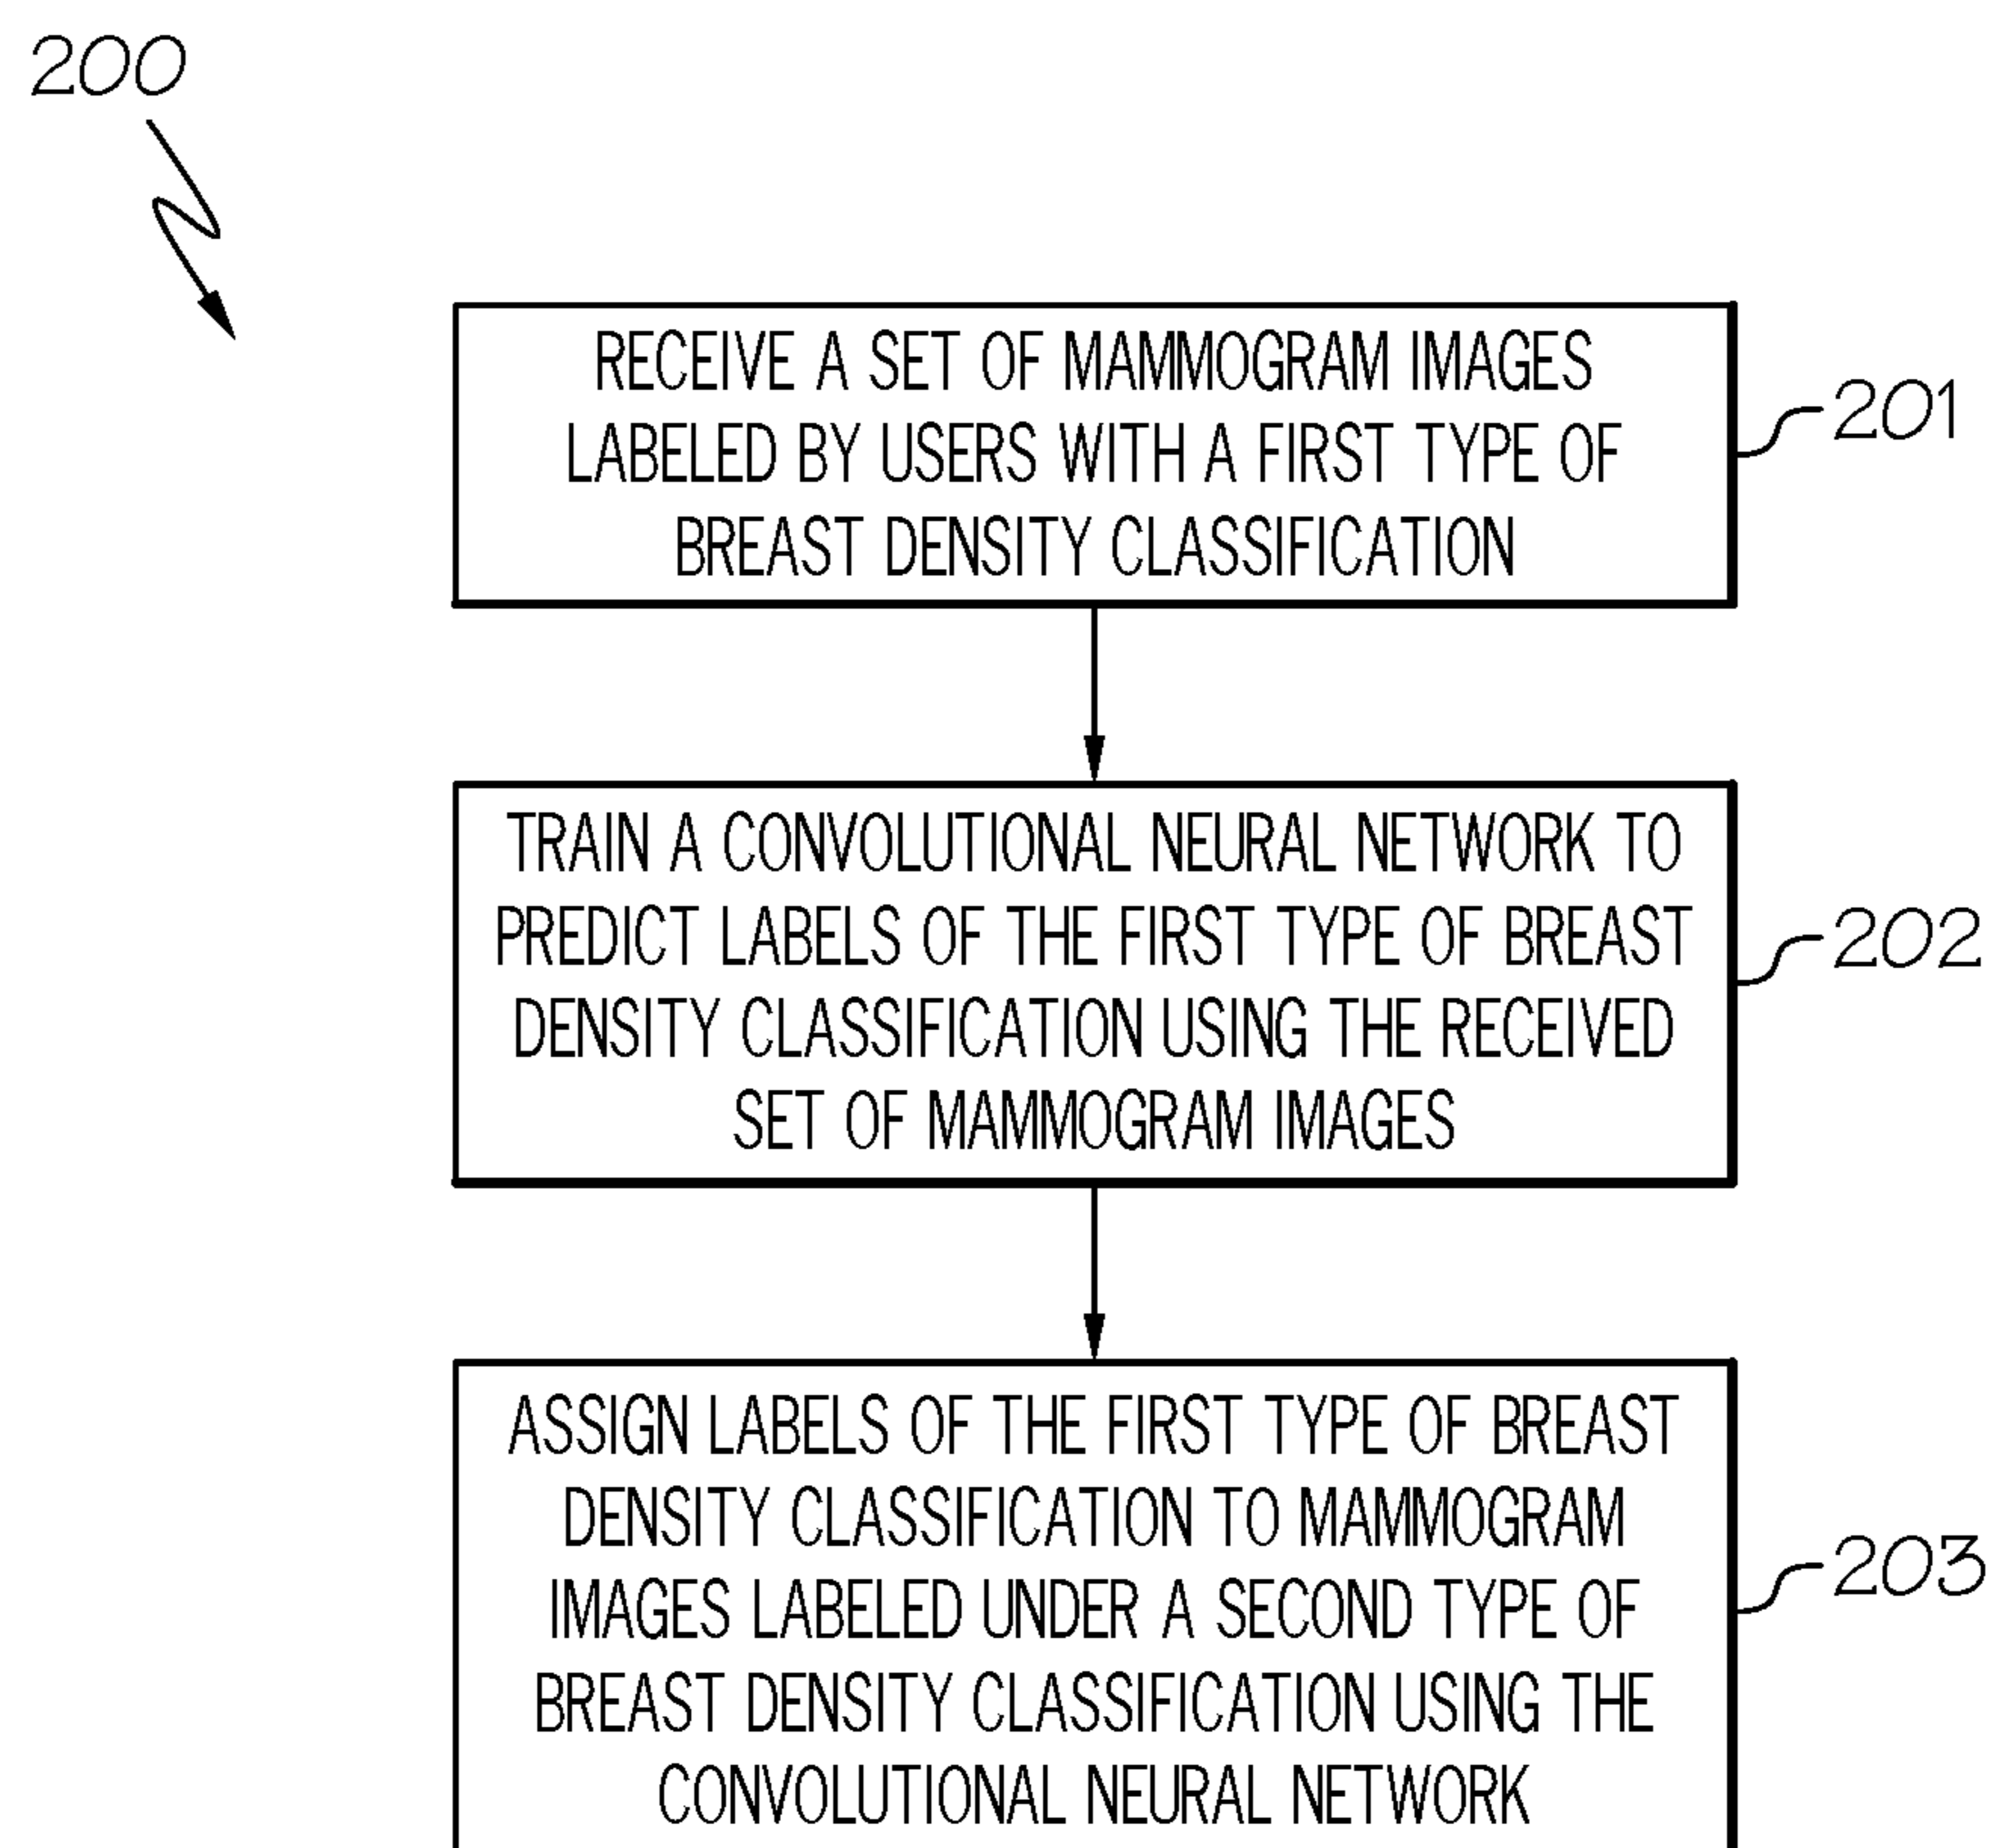 200
RECEIVE A SET OF MAMMOGRAM IMAGES
LABELED BY USERS WITH A FIRST TYPE OF
BREAST DENSITY CLASSIFICATION
201
TRAIN A CONVOLUTIONAL NEURAL NETWORK TO
PREDICT LABELS OF THE FIRST TYPE OF BREAST
DENSITY CLASSIFICATION USING THE RECEIVED
SET OF MAMMOGRAM IMAGES
202
ASSIGN LABELS OF THE FIRST TYPE OF BREAST
DENSITY CLASSIFICATION TO MAMMOGRAM
IMAGES LABELED UNDER A SECOND TYPE OF
BREAST DENSITY CLASSIFICATION USING THE
CONVOLUTIONAL NEURAL NETWORK
203